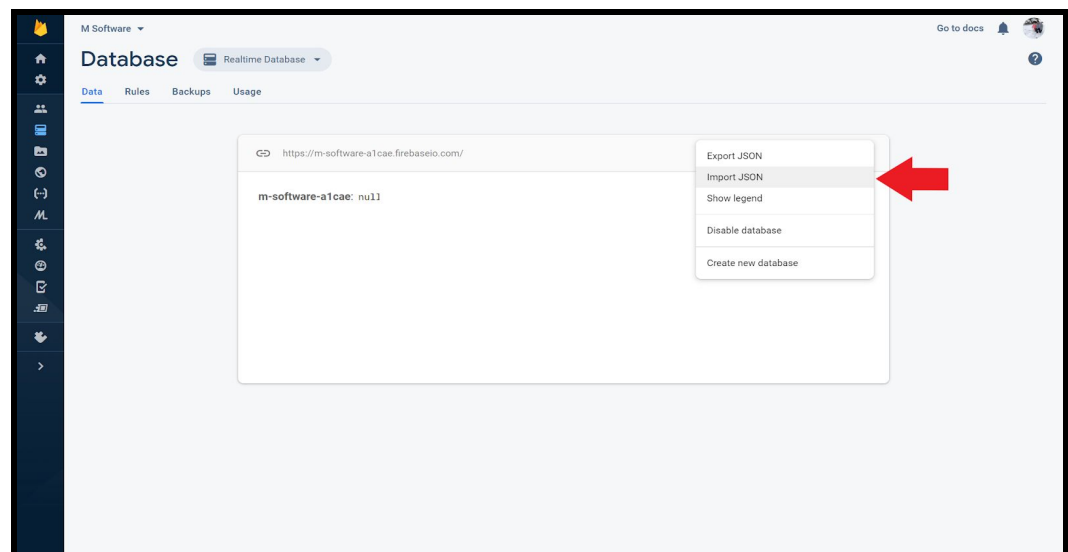 M Software
Go to docs
Database
Realtime Database
Data Rules Backups Usage
https://m-software-a1cae.firebaseio.com/
m-software-a1cae: null
Export JSON
Import JSON
Show legend
Disable database
Create new database